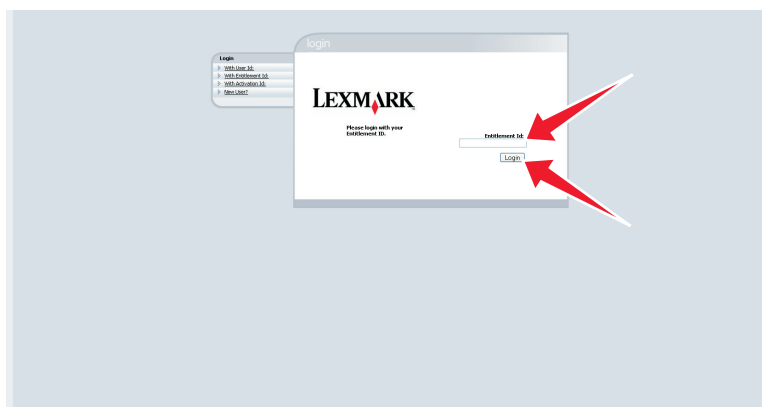 login
Login
With User Id:
With Entitlement Id:
With Activation Id:
New User?
LEXMARK
Please login with your
Entitlement ID.
Entitlement Id:
Login